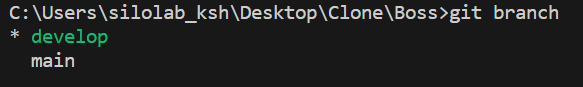 C:\Users\silolab_ksh\Desktop\Clone\Boss>git branch
* develop
  main